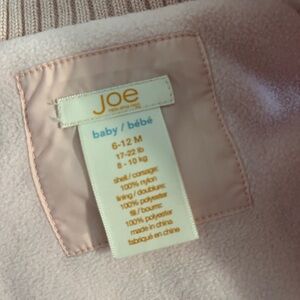 Joe
baby / bébé
6-12 M
17-22 lb
8 - 10 kg
shell / corsage:
100% nylon
lining / doublure:
100% polyester
fill / bourre:
100% polyester
made in china
fabriqué en chine